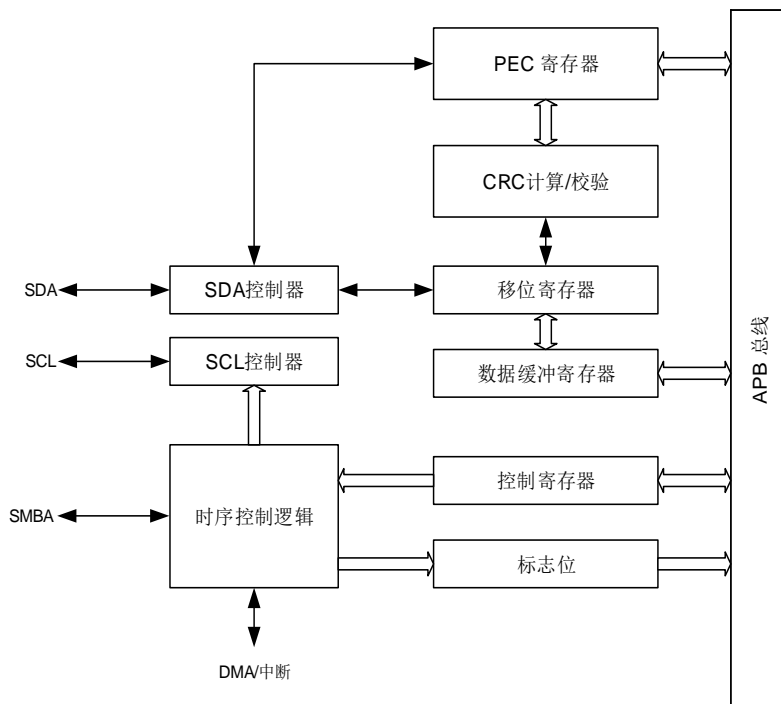 PEC 寄存器
CRC计算/校验
SDA
SDA控制器
移位寄存器
SCL
SCL控制器
数据缓冲寄存器
APB 总线
控制寄存器
SMBA
时序控制逻辑
标志位
DMA/中断